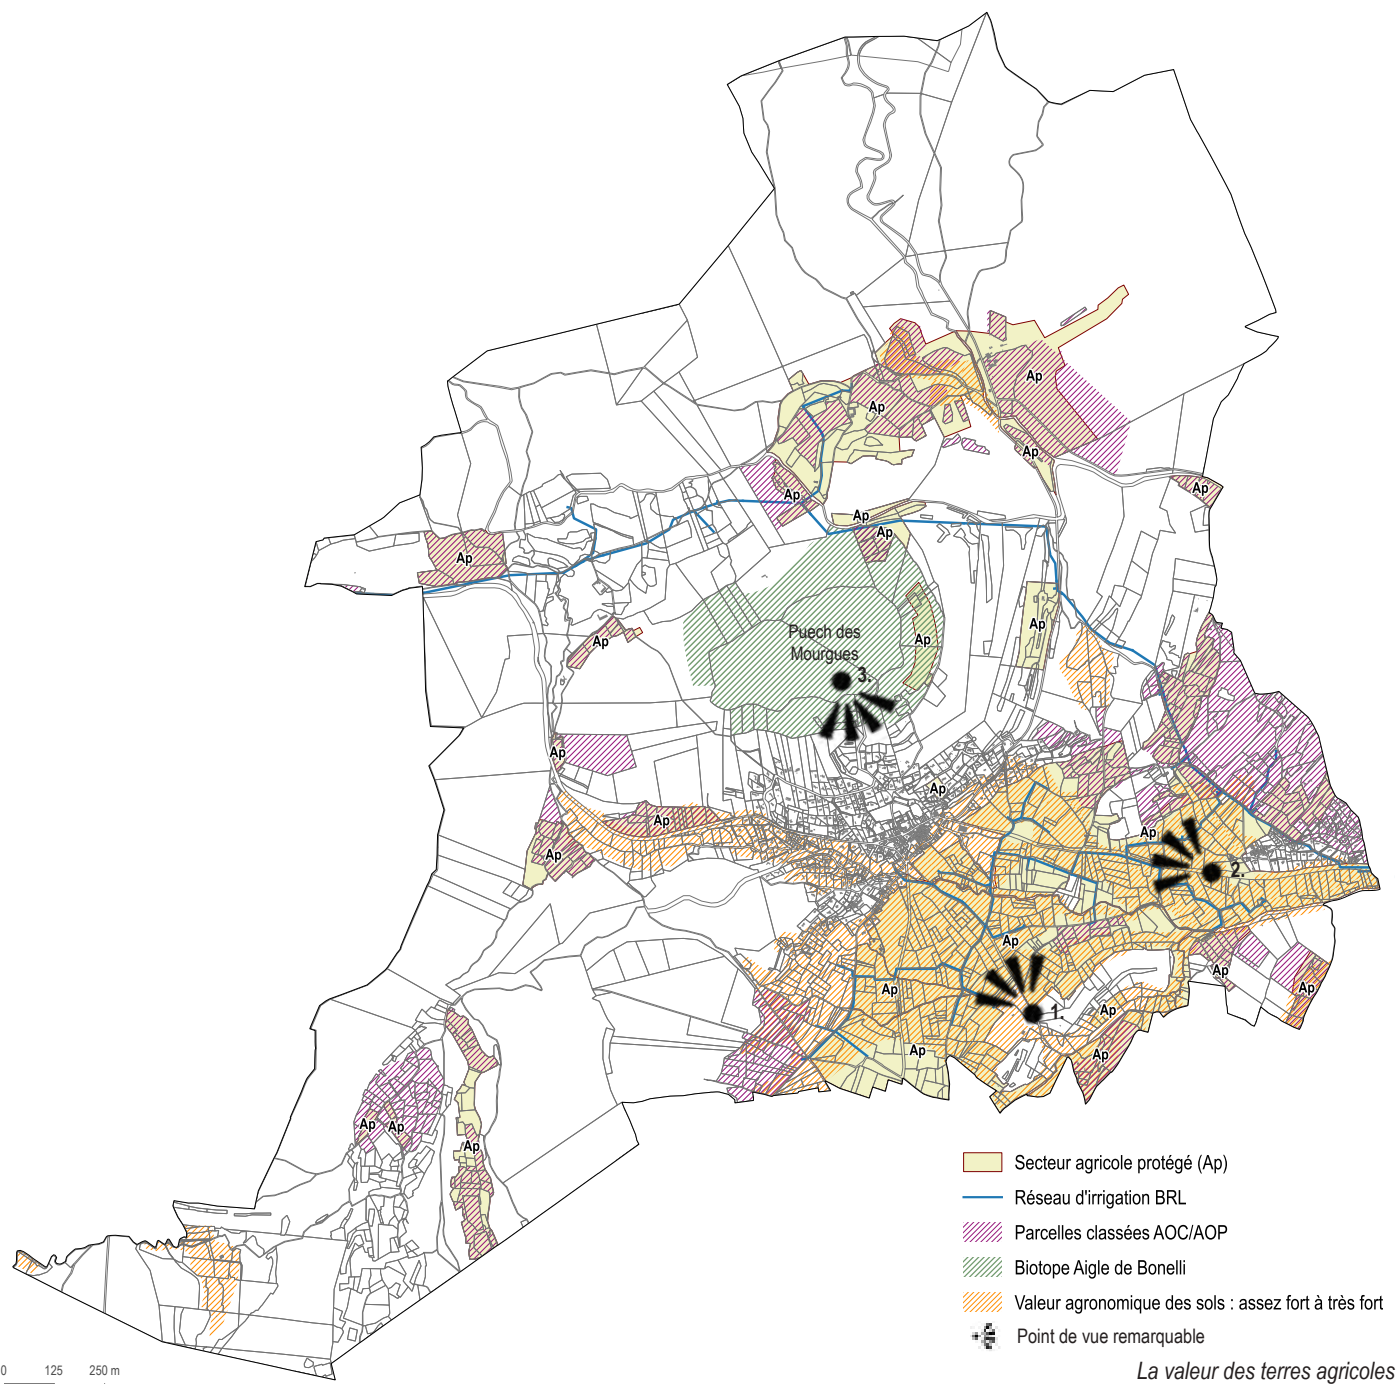 Ap
Ap
Ap
Ap
Ap
Ap
Ap
Ap
Ap
Ap
Puech des
Mourgues
Ap
Ap
3.
Ap
Ap
Ap
Ap
Ap
2.
Ap
Ap
Ap
Ap
Ap
1.
Ap
Ap
Ap
Ap
Ap
Ap
Secteur agricole protégé (Ap)
Réseau d'irrigation BRL
Parcelles classées AOC/AOP
Biotope Aigle de Bonelli
Valeur agronomique des sols : assez fort à très fort
Point de vue remarquable
0 125 250 m
La valeur des terres agricoles